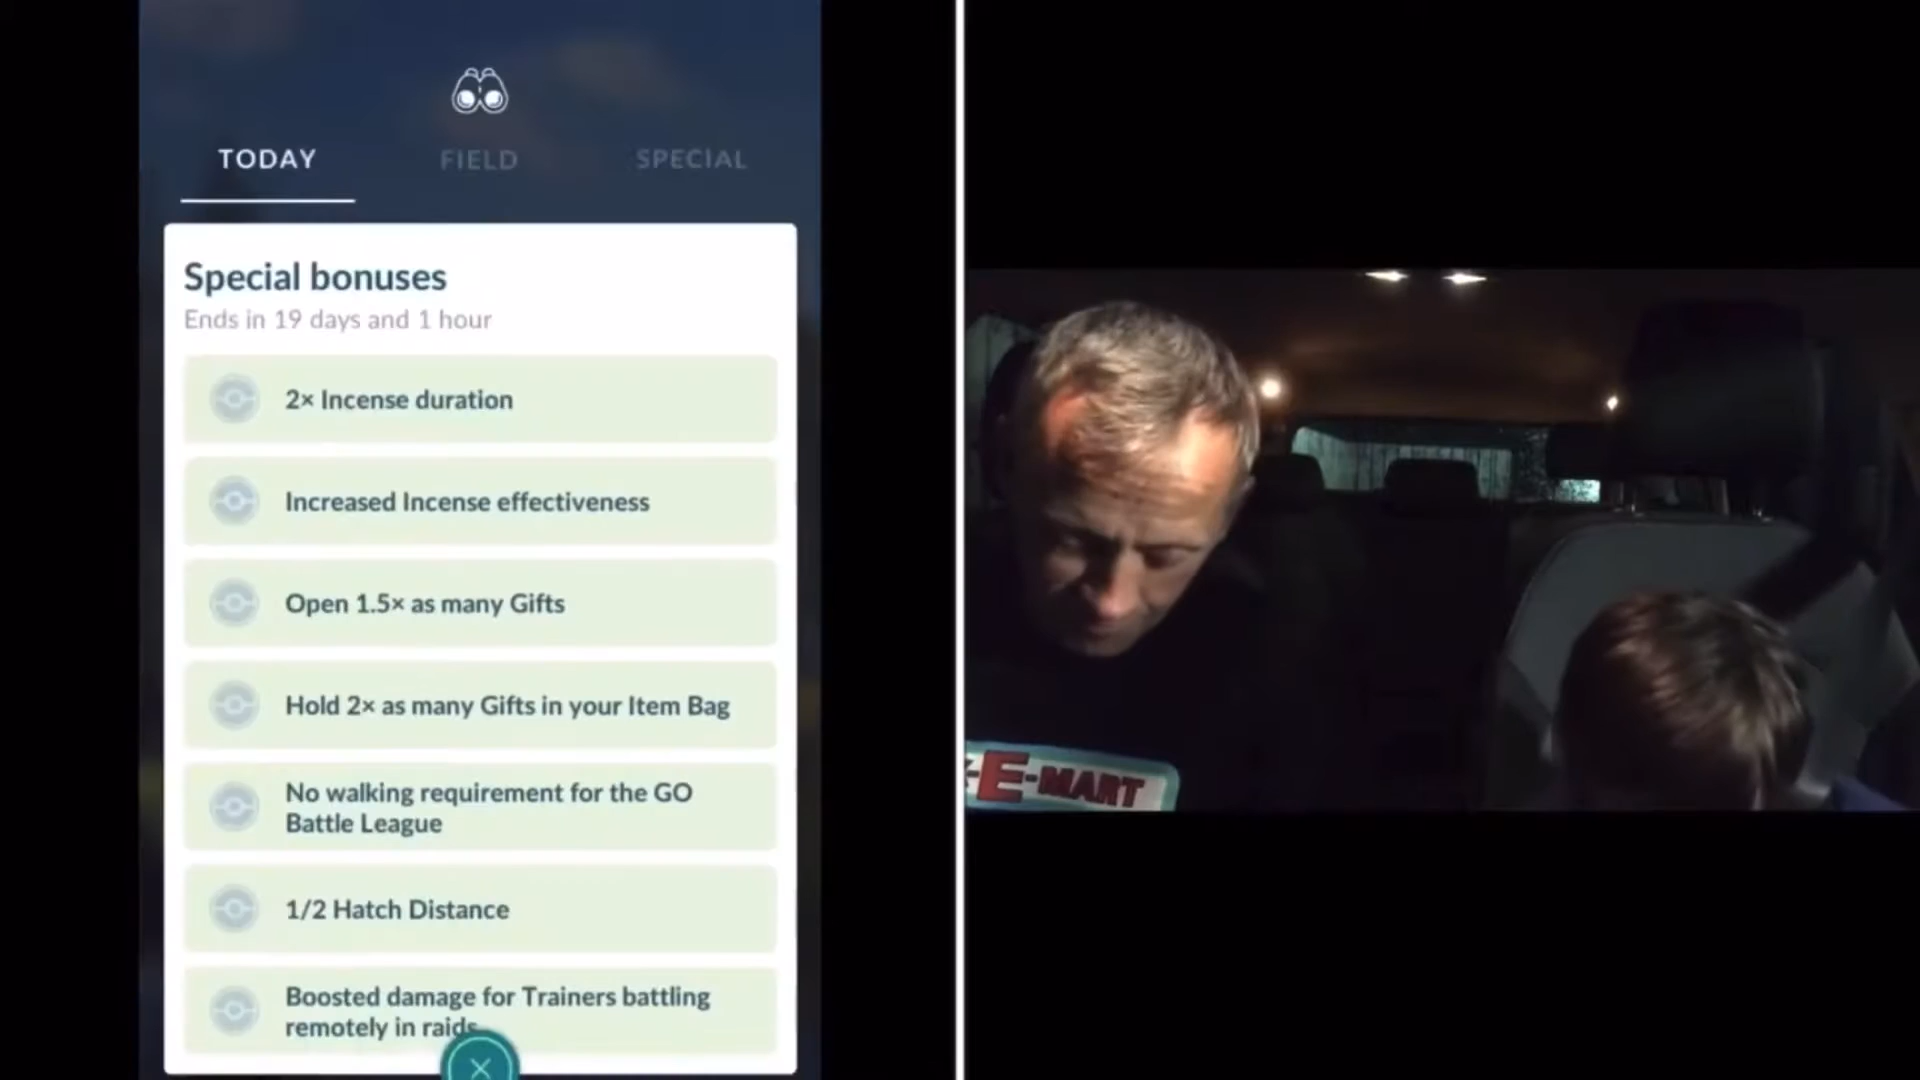 TODAY
FIELD
SPECIAL
Special bonuses
Ends in 19 days and 1 hour
2× Incense duration
Increased Incense effectiveness
Open 1.5× as many Gifts
Hold 2× as many Gifts in your Item Bag
No walking requirement for the GO
Battle League
1/2 Hatch Distance
Boosted damage for Trainers battling
remotely in raids
-E-MART